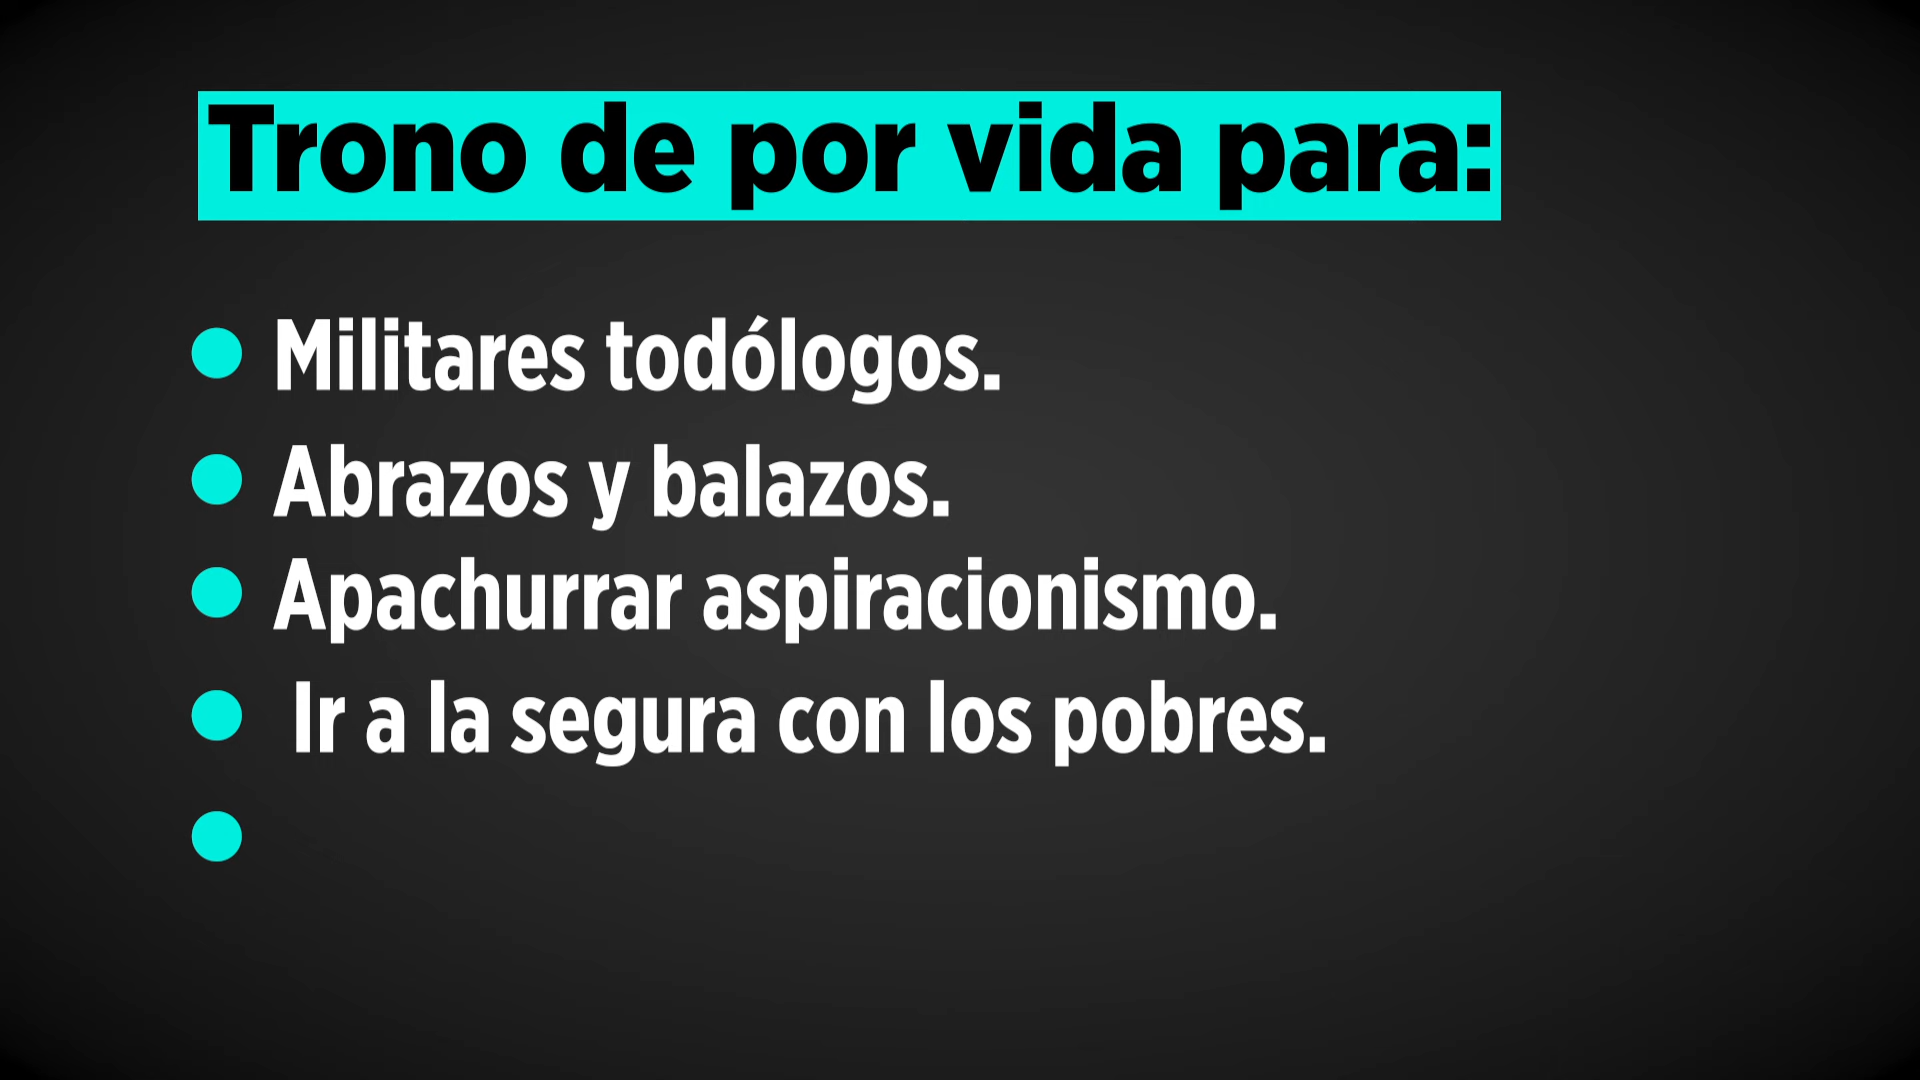 Trono de por vida para:
Militares todólogos.
Abrazos y balazos.
Apachurrar aspiracionismo.
Ir a la segura con los pobres.